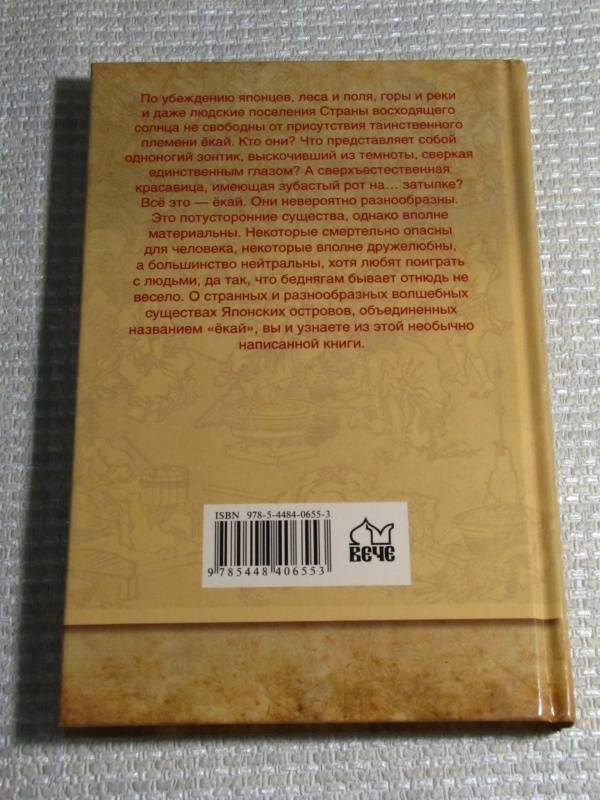 По убеждению японцев, леса и поля, горы и реки
и даже людские поселения Страны восходящего
солнца не свободны от присутствия таинственного
племени ёкай. Кто они? Что представляет собой
одноногий зонтик, выскочивший из темноты, сверкая
единственным глазом? А сверхъестественная
красавица, имеющая зубастый рот на... затылке?
Всё это — ёкай. Они невероятно разнообразны.
Это потусторонние существа, однако вполне
материальны. Некоторые смертельно опасны
для человека, некоторые вполне дружелюбны,
а большинство нейтральны, хотя любят поиграть
с людьми, да так, что беднягам бывает отнюдь не
весело. О странных и разнообразных волшебных
существах Японских островов, объединенных
названием «ёкай», вы и узнаете из этой необычно
написанной книги.
ISBN 978-5-4484-0655-3
9 785448 406553
ВЕЧЕ